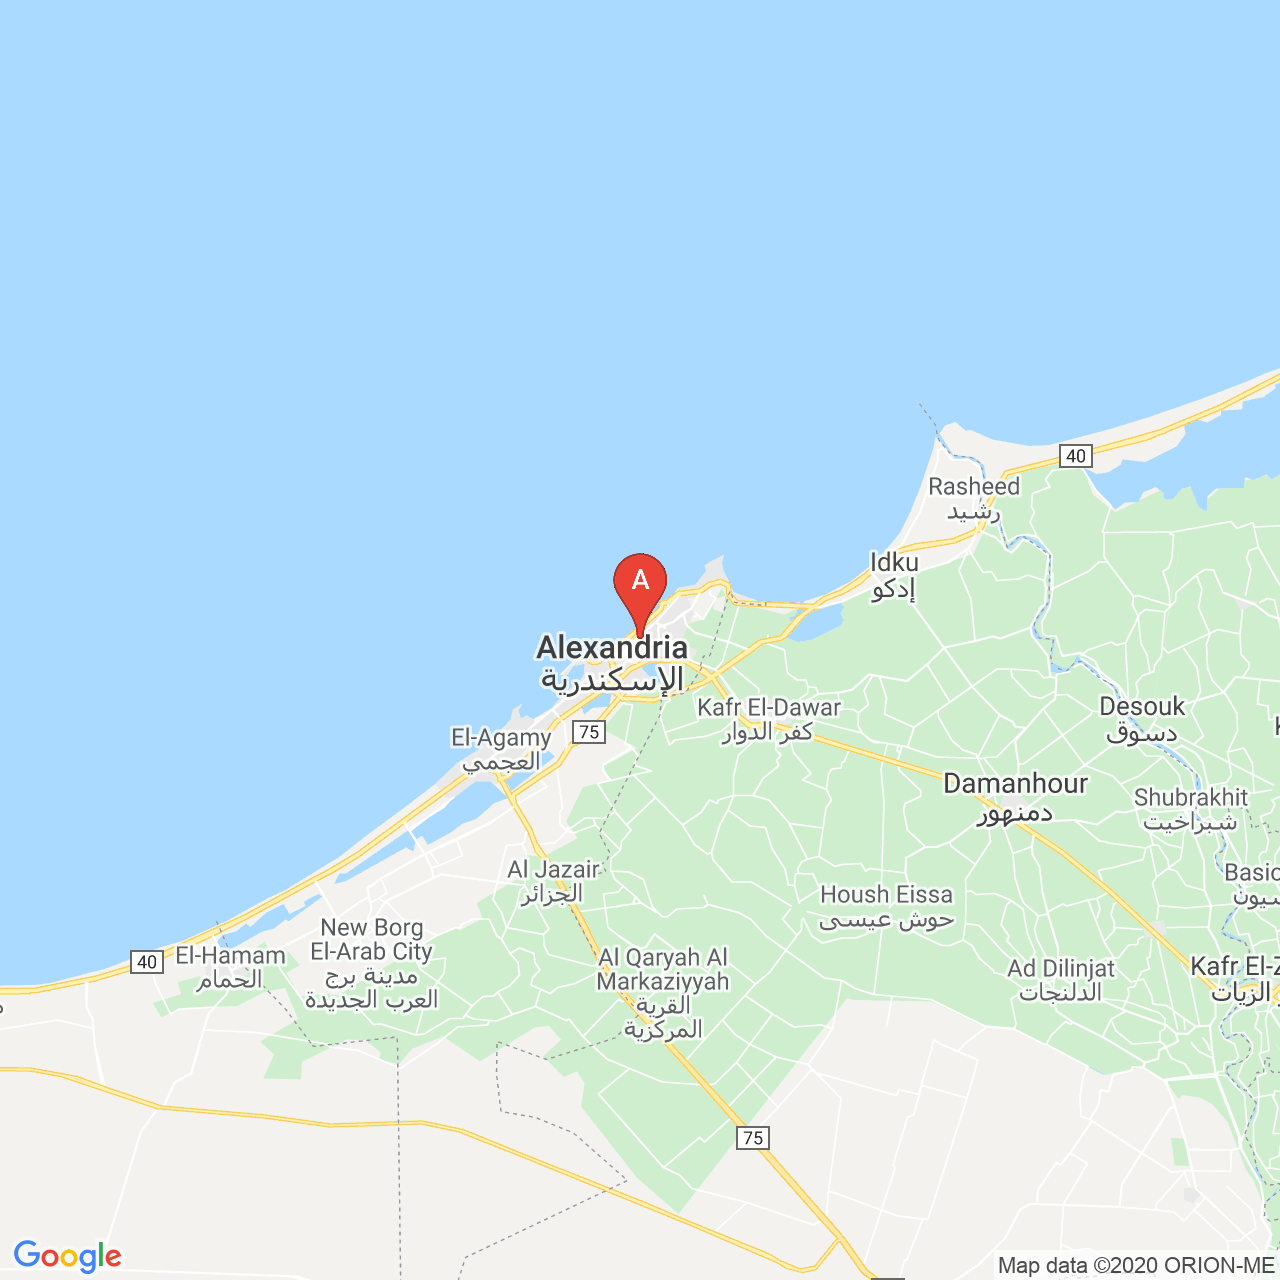 40
Rasheed
رشيد
Idku
إدكو
A
Alexandria
الإسكندرية
Kafr El-Dawar
كفر الدوار
Desouk
دسوق
El-Agamy
العجمي
75
Damanhour
دمنهور
Shubrakhit
شبراخيت
Al Jazair
الجزائر
Housh Eissa
حوش عيسى
New Borg
El-Arab City
مدينة برج
العرب الجديدة
El-Hamam
الحمام
40
Al Qaryah Al
Markaziyyah
القرية
المركزية
Ad Dilinjat
الدلنجات
Kafr El-Z
الزيات
75
Google
Map data ©2020 ORION-ME